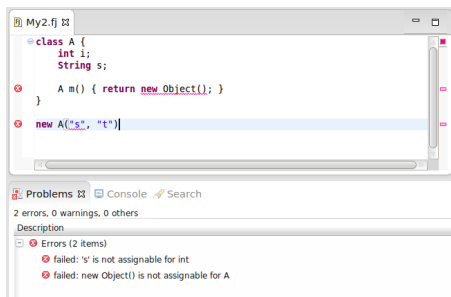 My2.fj
class A {
int i;
String s;
A m() { return new Object(); }
}
new A("s", "t")
Problems Console Search
2 errors, 0 warnings, 0 others
Description
Errors (2 items)
failed: 's' is not assignable for int
failed: new Object() is not assignable for A